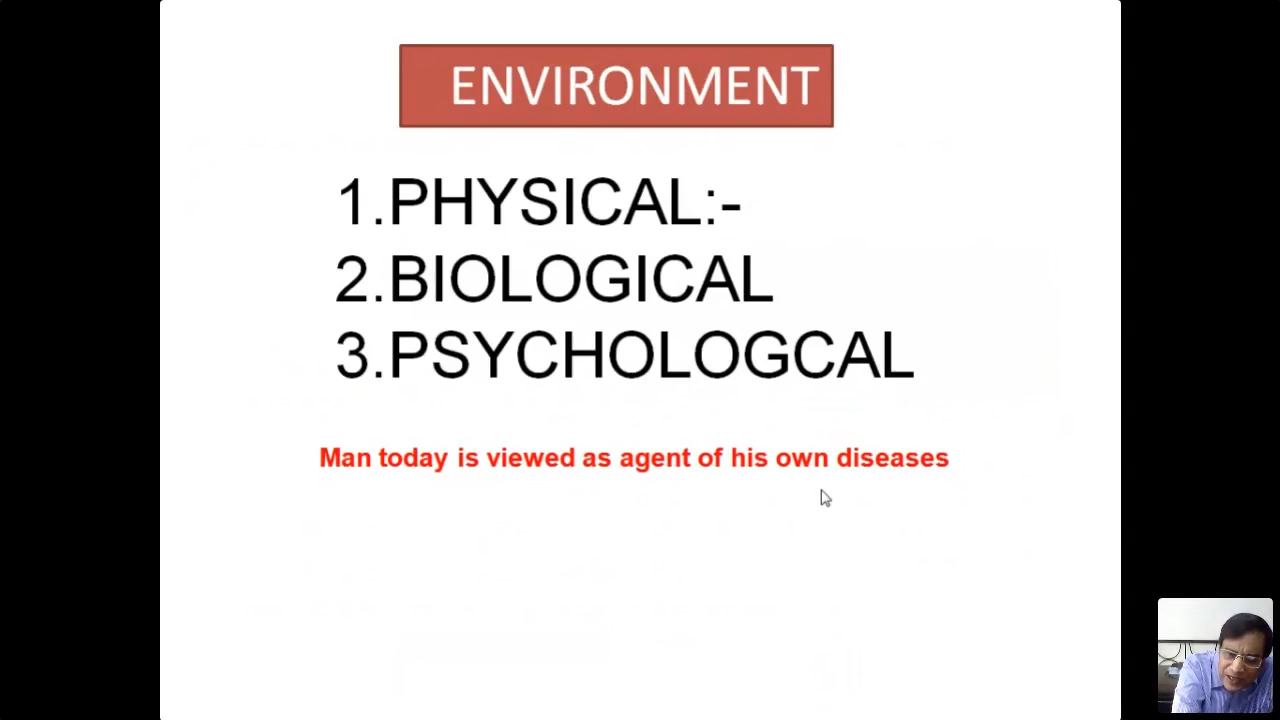 ENVIRONMENT
1.PHYSICAL:-
2.BIOLOGICAL
3.PSYCHOLOGCAL
Man today is viewed as agent of his own diseases